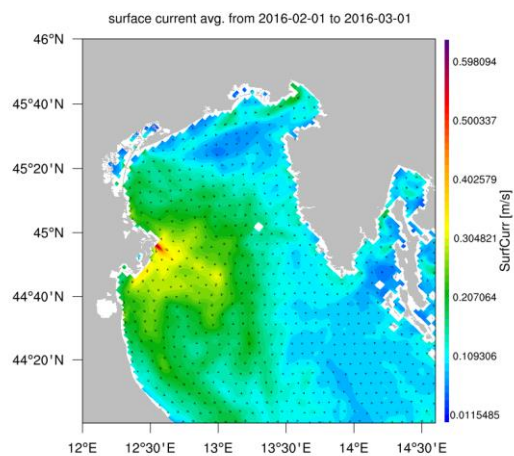 surface current avg. from 2016-02-01 to 2016-03-01
46°N
45°40'N
45°20'N
45°N
44°40'N
44°20'N
12°E
12°30'E
13°E
13°30'E
14°E
14°30'E
0.598094
0.500337
0.402579
0.304821
0.207064
0.109306
0.0115485
SurfCurr [m/s]